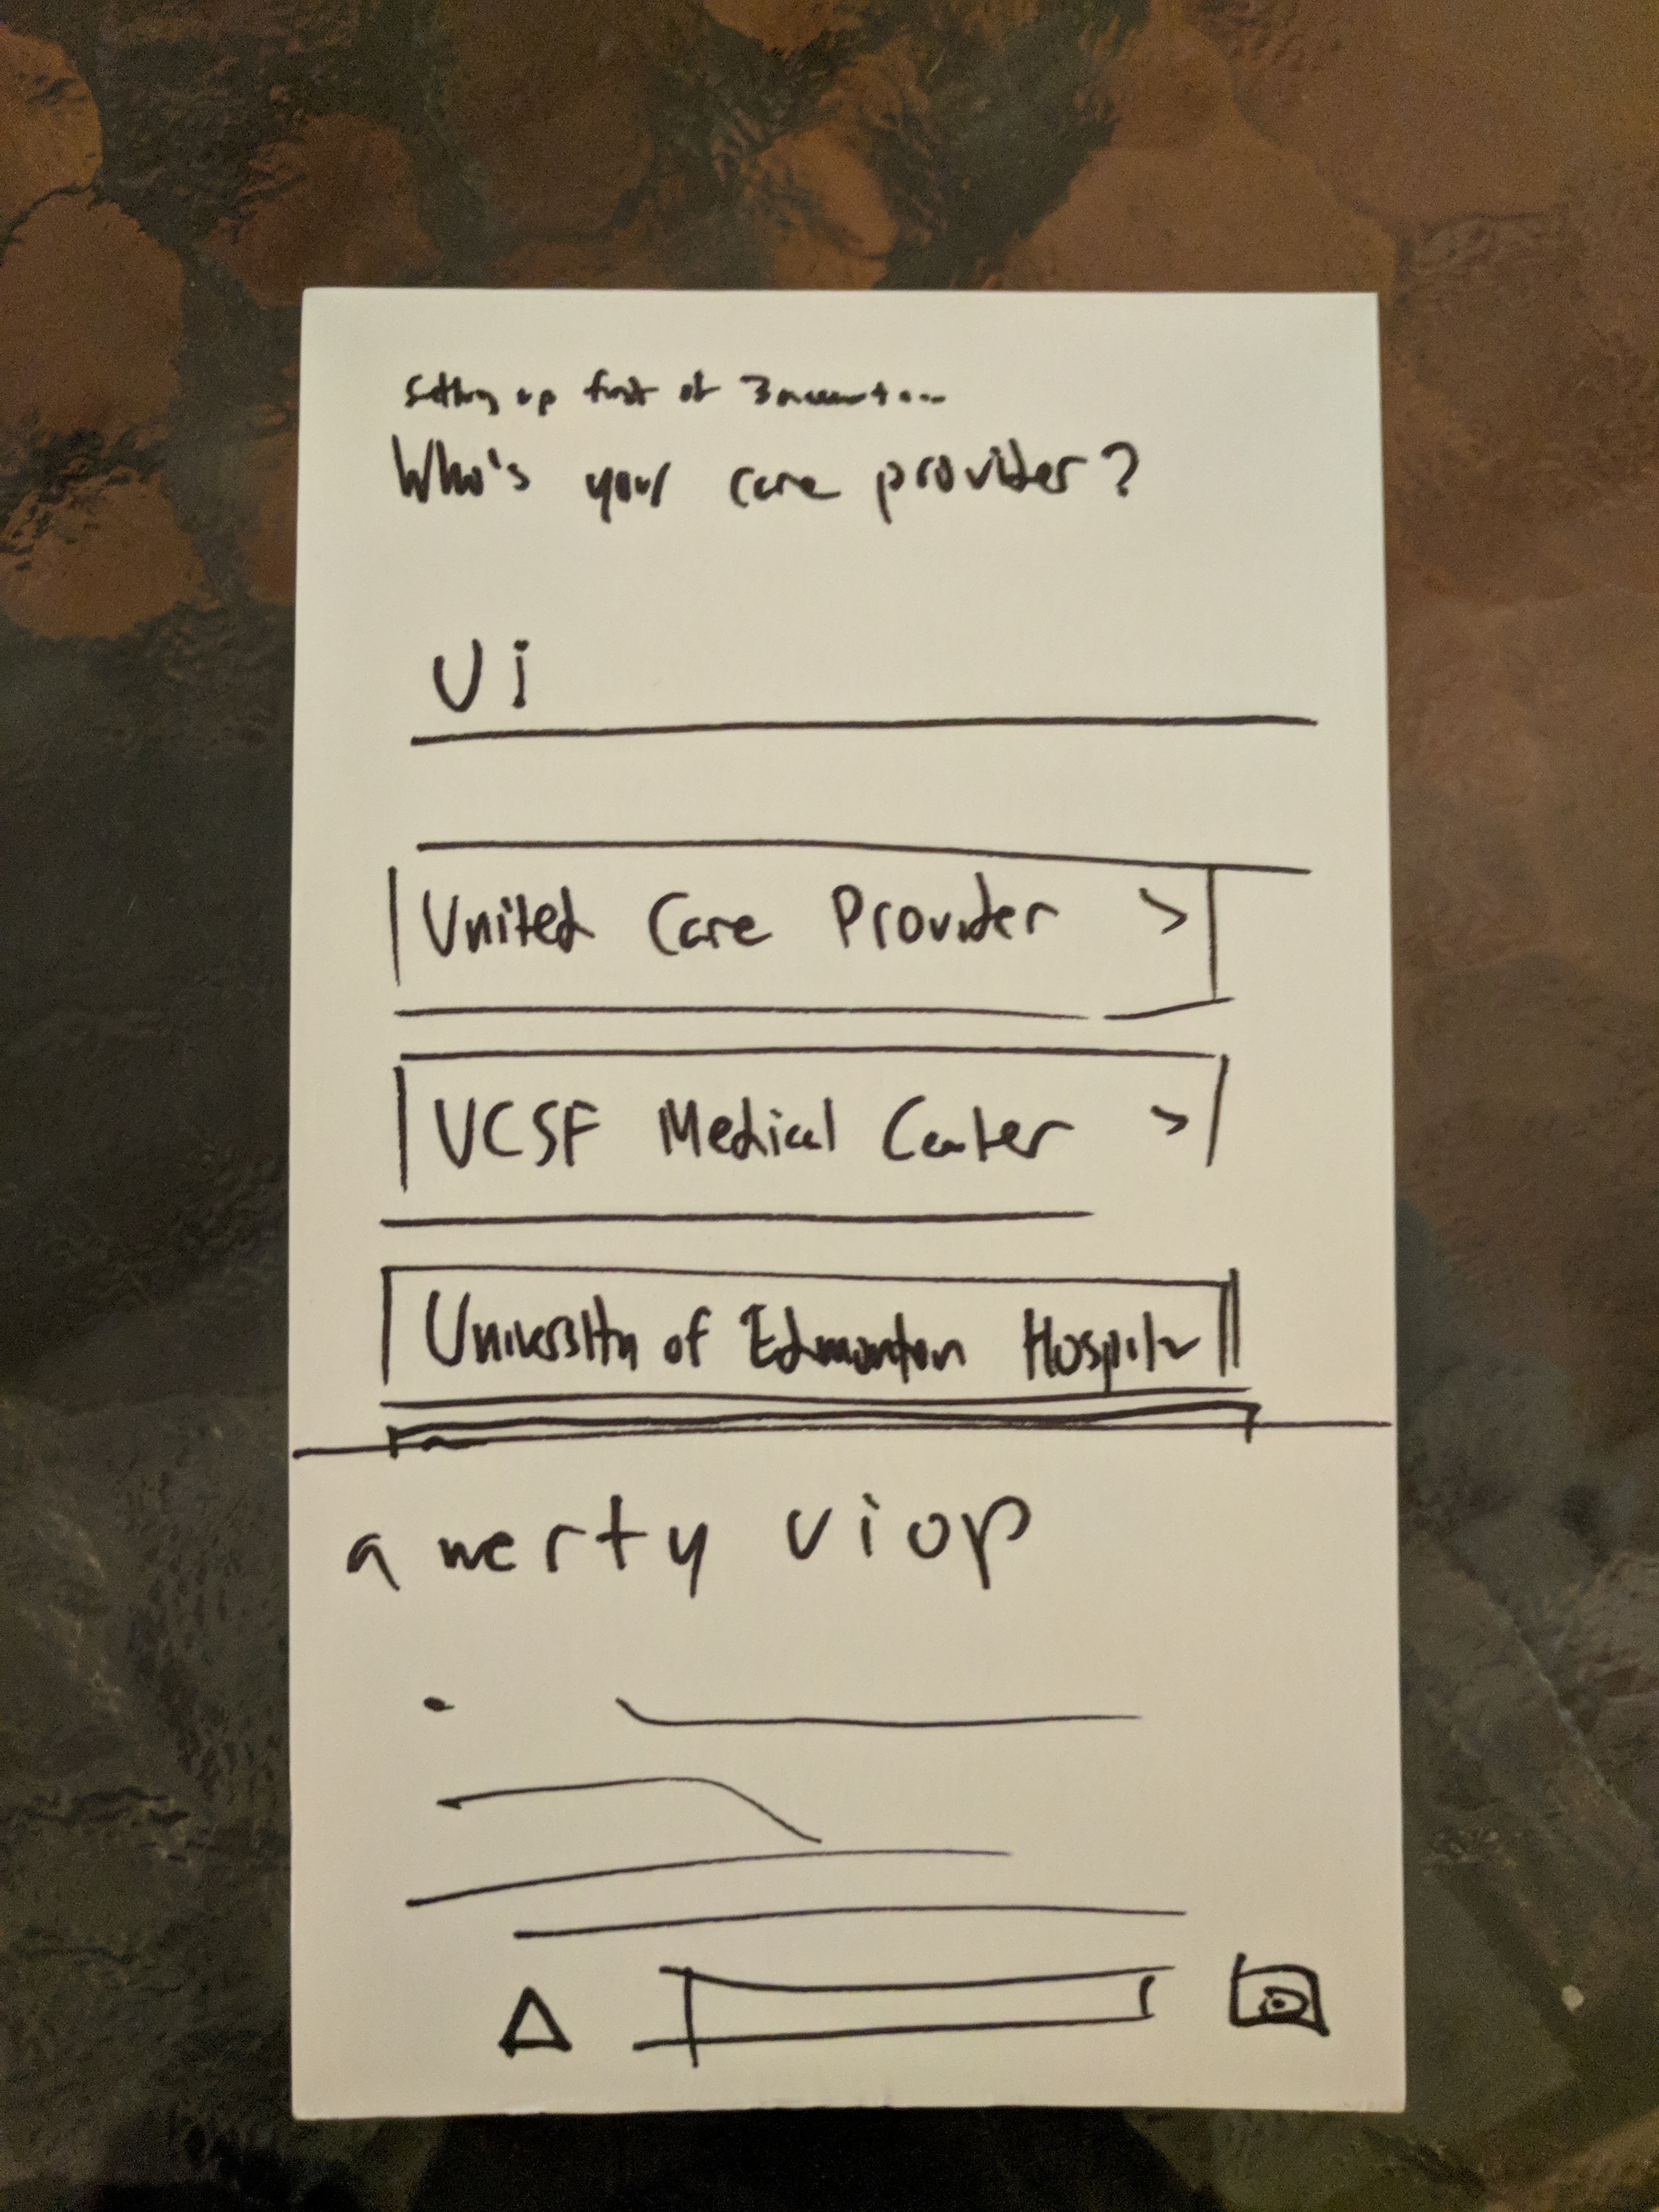 Setting up first of 3 account...
Who's your care provider?
Ui
United Care Provider >
UCSF Medical Center >
University of Edmonton Hospital
qwerty uiop